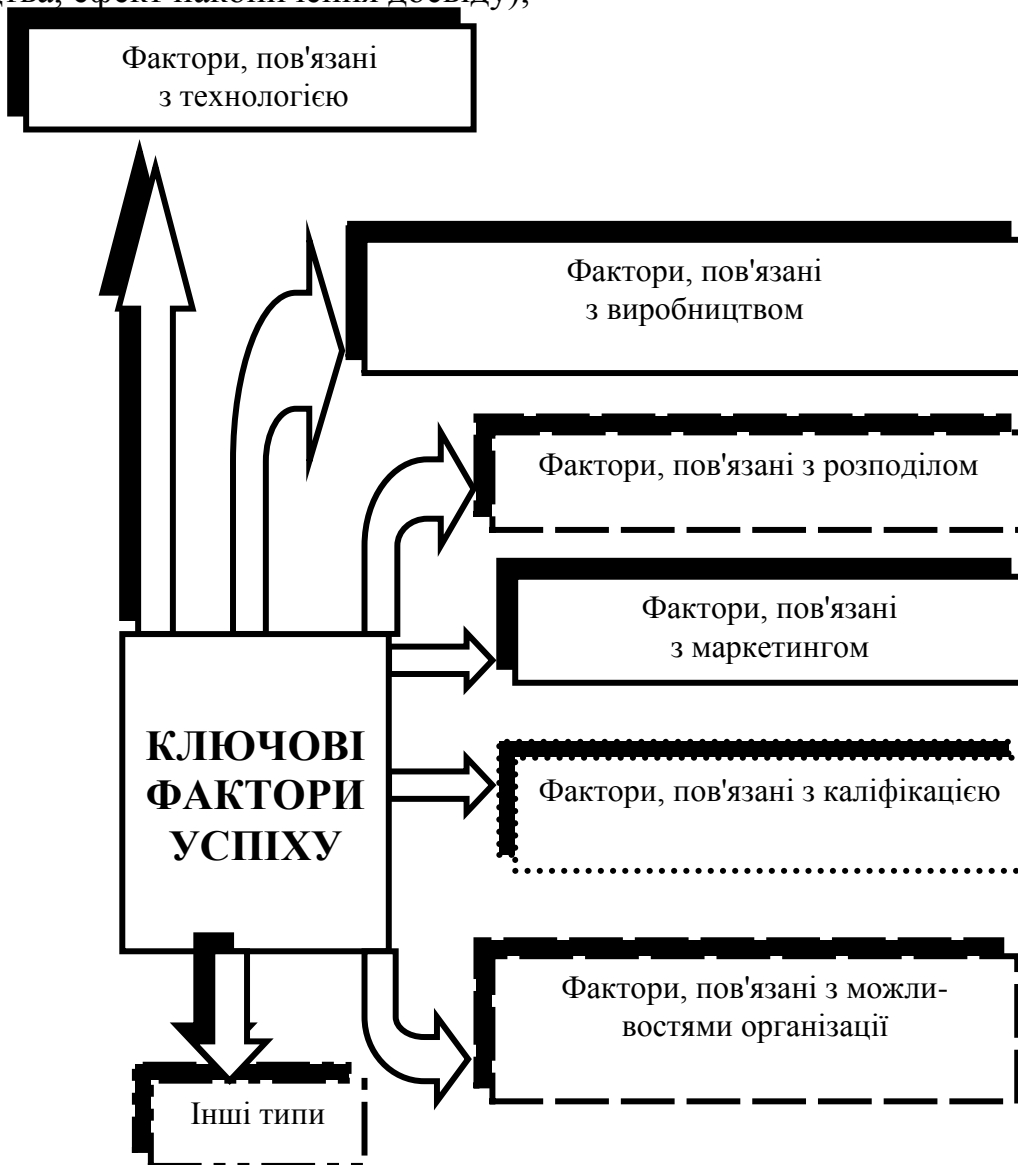 Фактори, пов'язані
з технологією
Фактори, пов'язані
з виробництвом
Фактори, пов'язані з розподілом
Фактори, пов'язані
з маркетингом
КЛЮЧОВІ
ФАКТОРИ
УСПІХУ
Фактори, пов'язані з каліфікацією
Фактори, пов'язані з можли-
востями організації
Інші типи